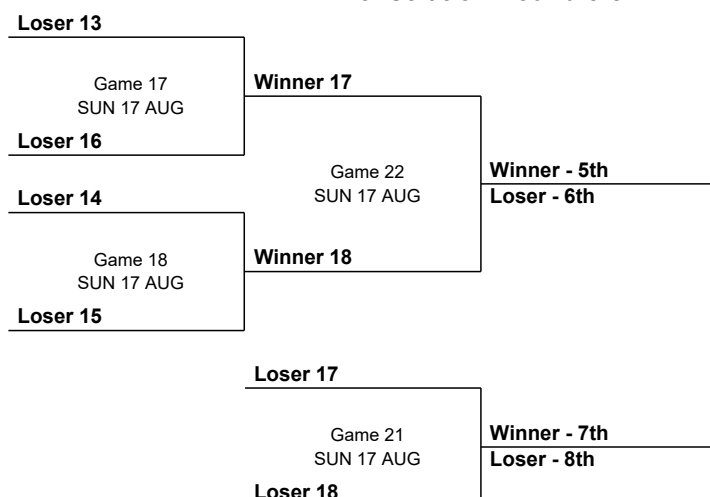 Loser 13
Game 17
SUN 17 AUG
Winner 17
Loser 16
Game 22
SUN 17 AUG
Winner - 5th
Loser - 6th
Loser 14
Game 18
SUN 17 AUG
Winner 18
Loser 15
Loser 17
Game 21
SUN 17 AUG
Winner - 7th
Loser - 8th
Loser 18